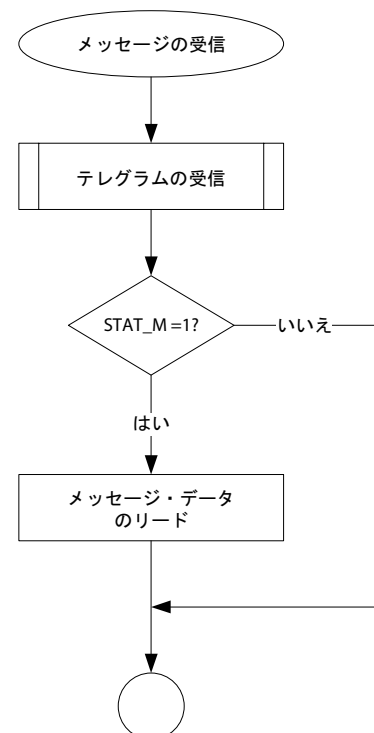 メッセージの受信
テレグラムの受信
STAT_M =1?
いいえ
はい
メッセージ・データ
のリード